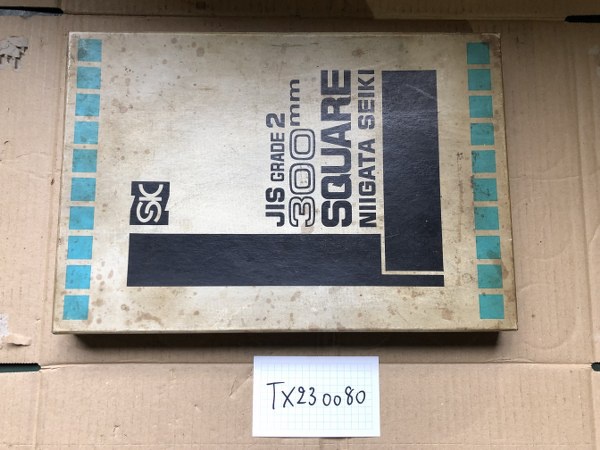 SK
JIS GRADE 2
300mm
SQUARE
NIIGATA SEIKI
TX230080